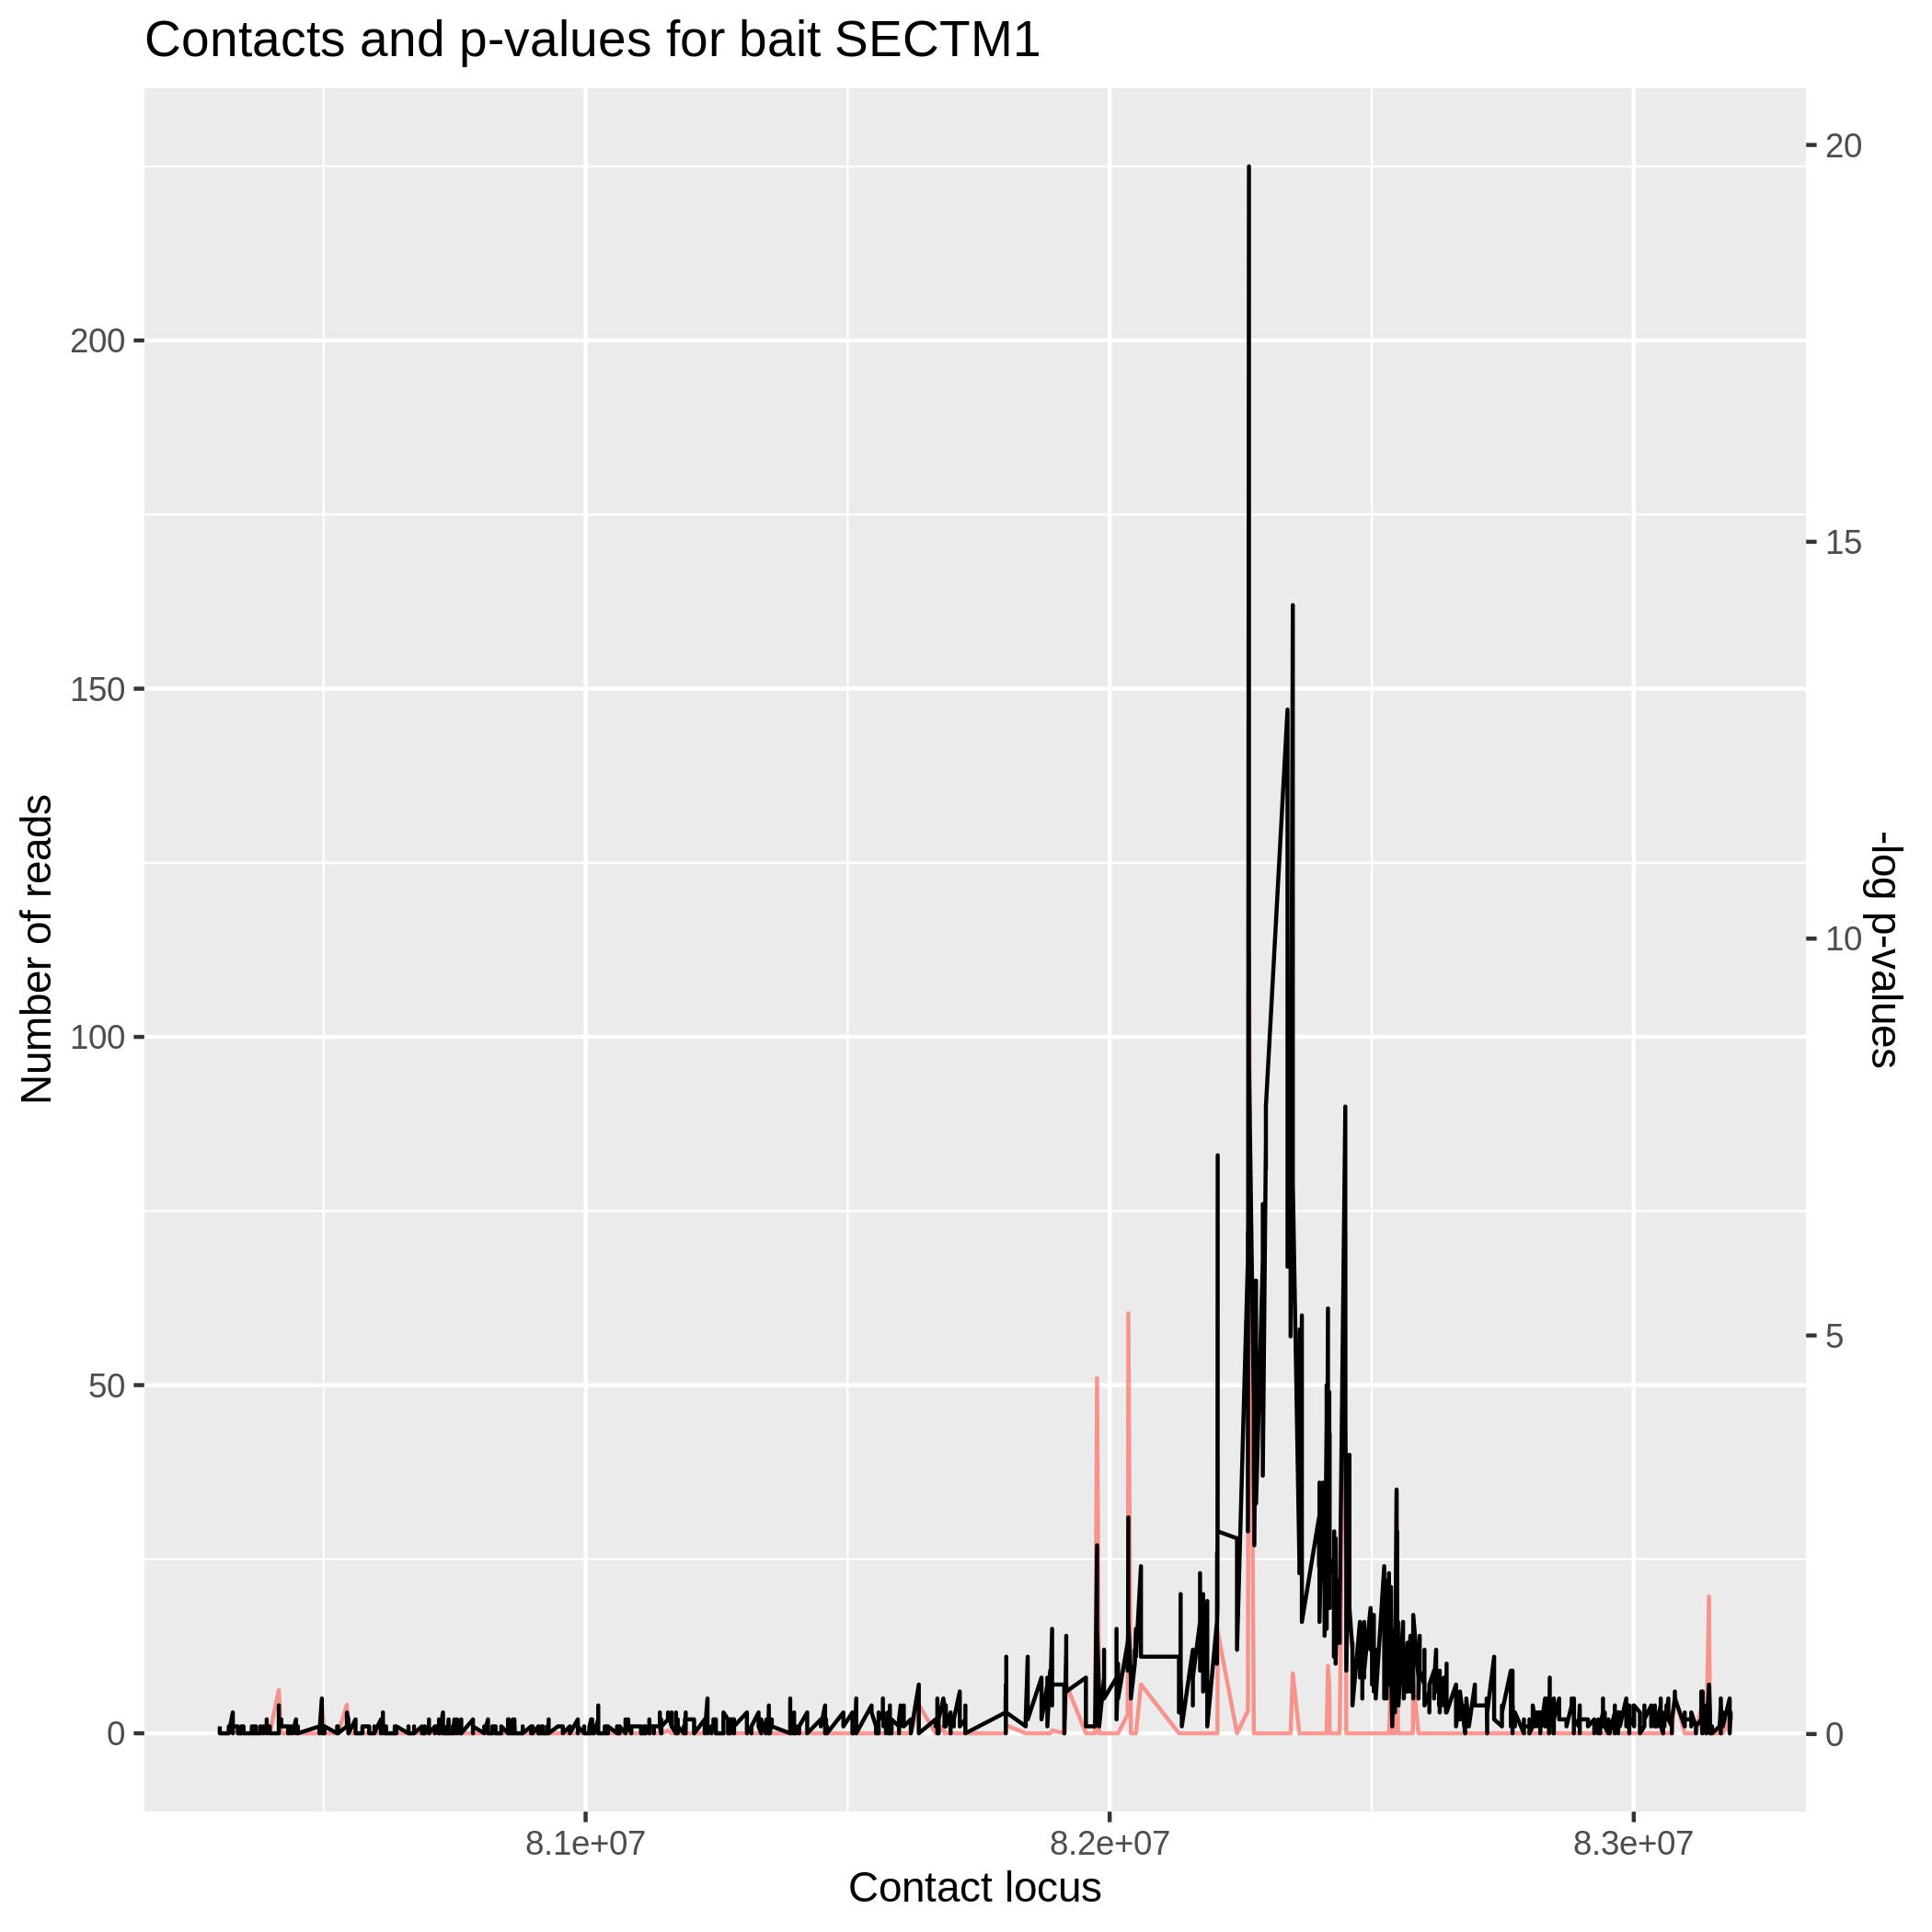 Contacts and p-values for bait SECTM1
Number of reads
200
150
100
50
0
20
15
10
5
0
-log p-values
8.1e+07 8.2e+07 8.3e+07
Contact locus